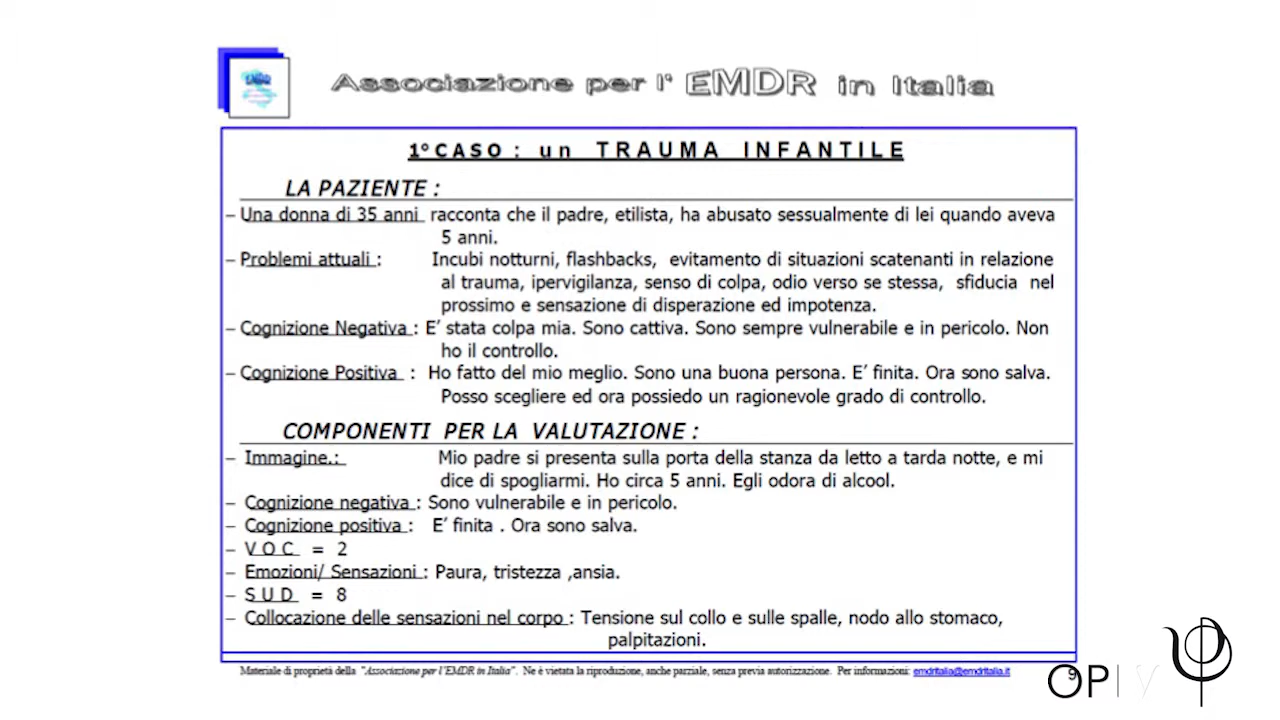 EMDR
Associazione per l' EMDR in Italia
1° CASO : un TRAUMA INFANTILE
LA PAZIENTE :
– Una donna di 35 anni racconta che il padre, etilista, ha abusato sessualmente di lei quando aveva
5 anni.
– Problemi attuali : Incubi notturni, flashbacks, evitamento di situazioni scatenanti in relazione
al trauma, ipervigilanza, senso di colpa, odio verso se stessa, sfiducia nel
prossimo e sensazione di disperazione ed impotenza.
– Cognizione Negativa : E' stata colpa mia. Sono cattiva. Sono sempre vulnerabile e in pericolo. Non
ho il controllo.
– Cognizione Positiva : Ho fatto del mio meglio. Sono una buona persona. E' finita. Ora sono salva.
Posso scegliere ed ora possiedo un ragionevole grado di controllo.
COMPONENTI PER LA VALUTAZIONE :
– Immagine.: Mio padre si presenta sulla porta della stanza da letto a tarda notte, e mi
dice di spogliarmi. Ho circa 5 anni. Egli odora di alcool.
– Cognizione negativa : Sono vulnerabile e in pericolo.
– Cognizione positiva : E' finita . Ora sono salva.
– V O C = 2
– Emozioni/ Sensazioni : Paura, tristezza ,ansia.
– S U D = 8
– Collocazione delle sensazioni nel corpo : Tensione sul collo e sulle spalle, nodo allo stomaco,
palpitazioni.
Materiale di proprietà della "Associazione per l'EMDR in Italia". Ne è vietata la riproduzione, anche parziale, senza previa autorizzazione. Per informazioni: emdritalia@emdritalia.it 9
OPL